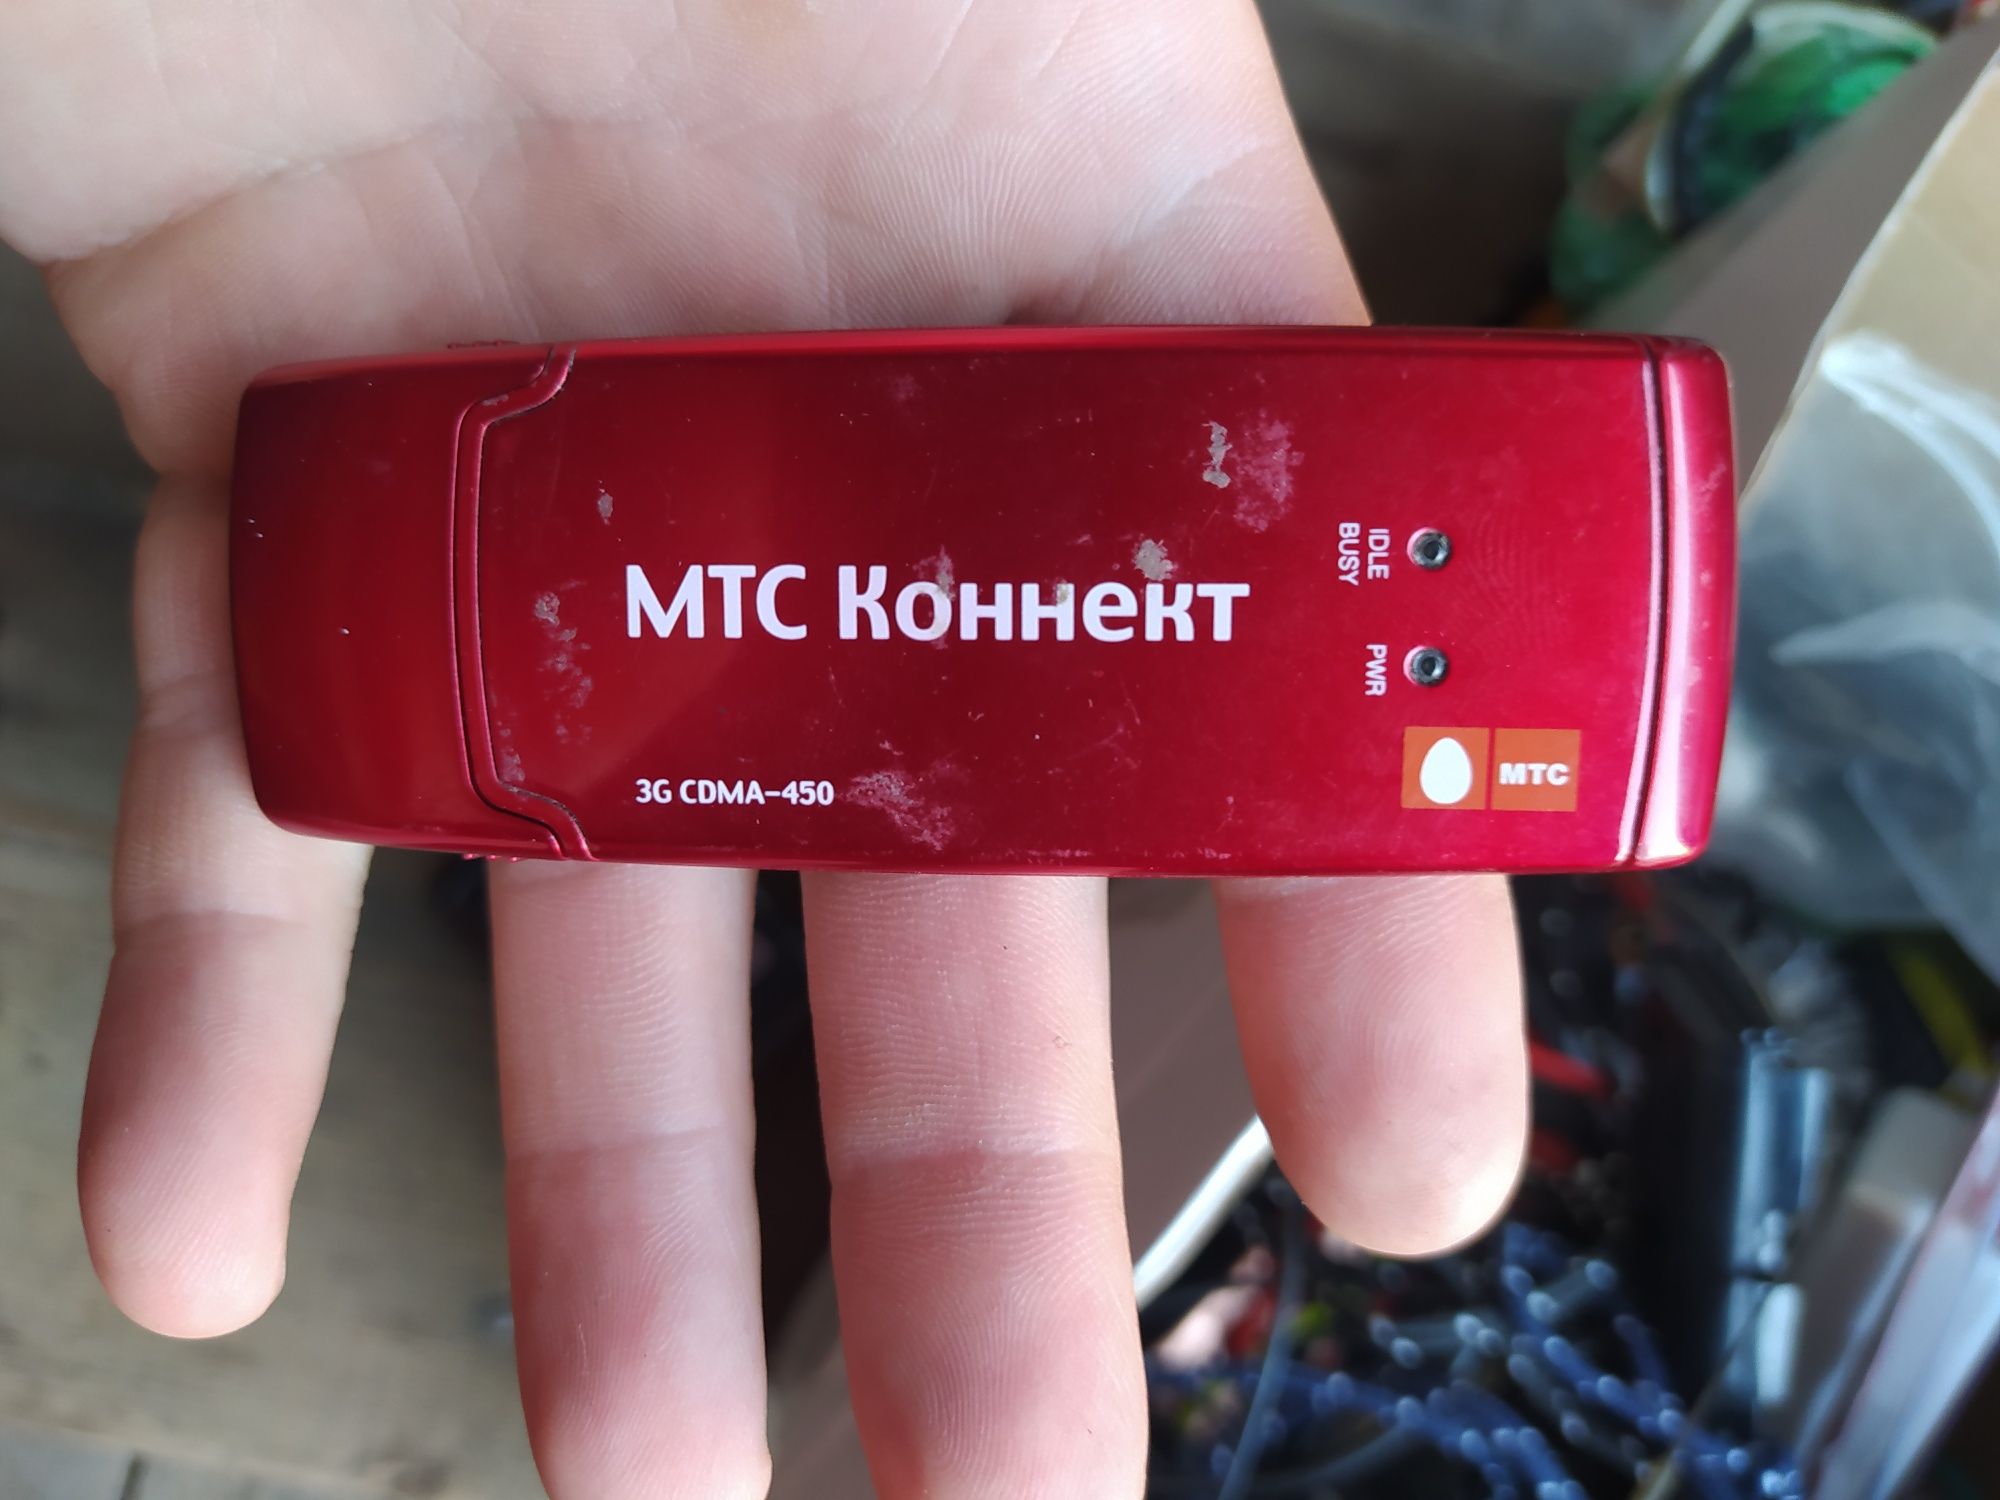 МТС Коннект
IDLE
BUSY
PWR
3G CDMA-450
МТС